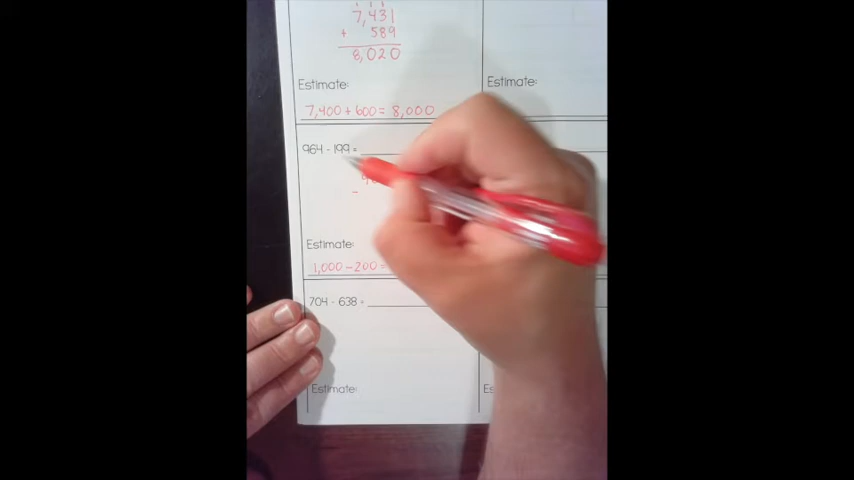 7,431
+ 589
8,020
Estimate:
Estimate:
7,400 + 600 = 8,000
964 - 199 =
-
Estimate:
1,000 - 200 =
704 - 638 =
Estimate: